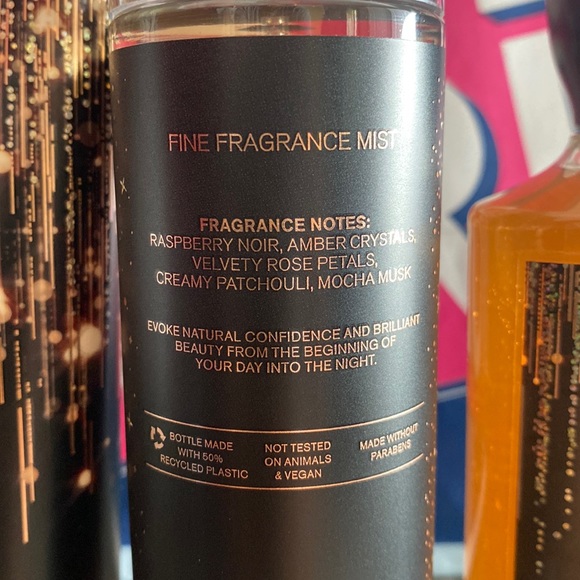 FINE FRAGRANCE MIST
FRAGRANCE NOTES:
RASPBERRY NOIR, AMBER CRYSTALS,
VELVETY ROSE PETALS,
CREAMY PATCHOULI, MOCHA MUSK
EVOKE NATURAL CONFIDENCE AND BRILLIANT
BEAUTY FROM THE BEGINNING OF
YOUR DAY INTO THE NIGHT.
BOTTLE MADE
WITH 50%
RECYCLED PLASTIC
NOT TESTED
ON ANIMALS
& VEGAN
MADE WITHOUT
PARABENS